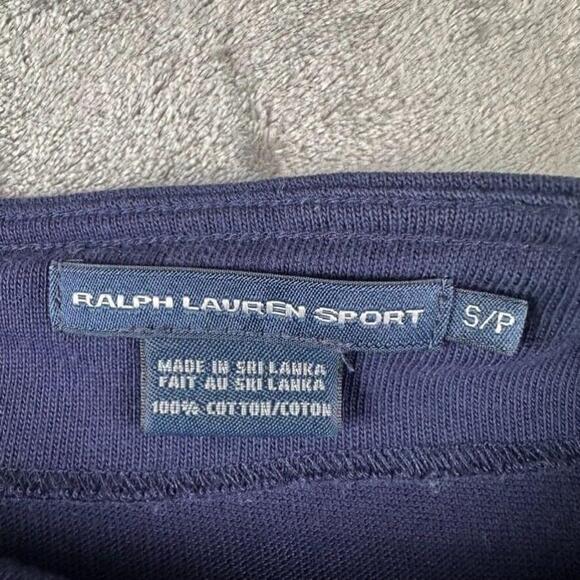 RALPH LAUREN SPORT
S/P
MADE IN SRI LANKA
FAIT AU SRI LANKA
100% COTTON/COTON